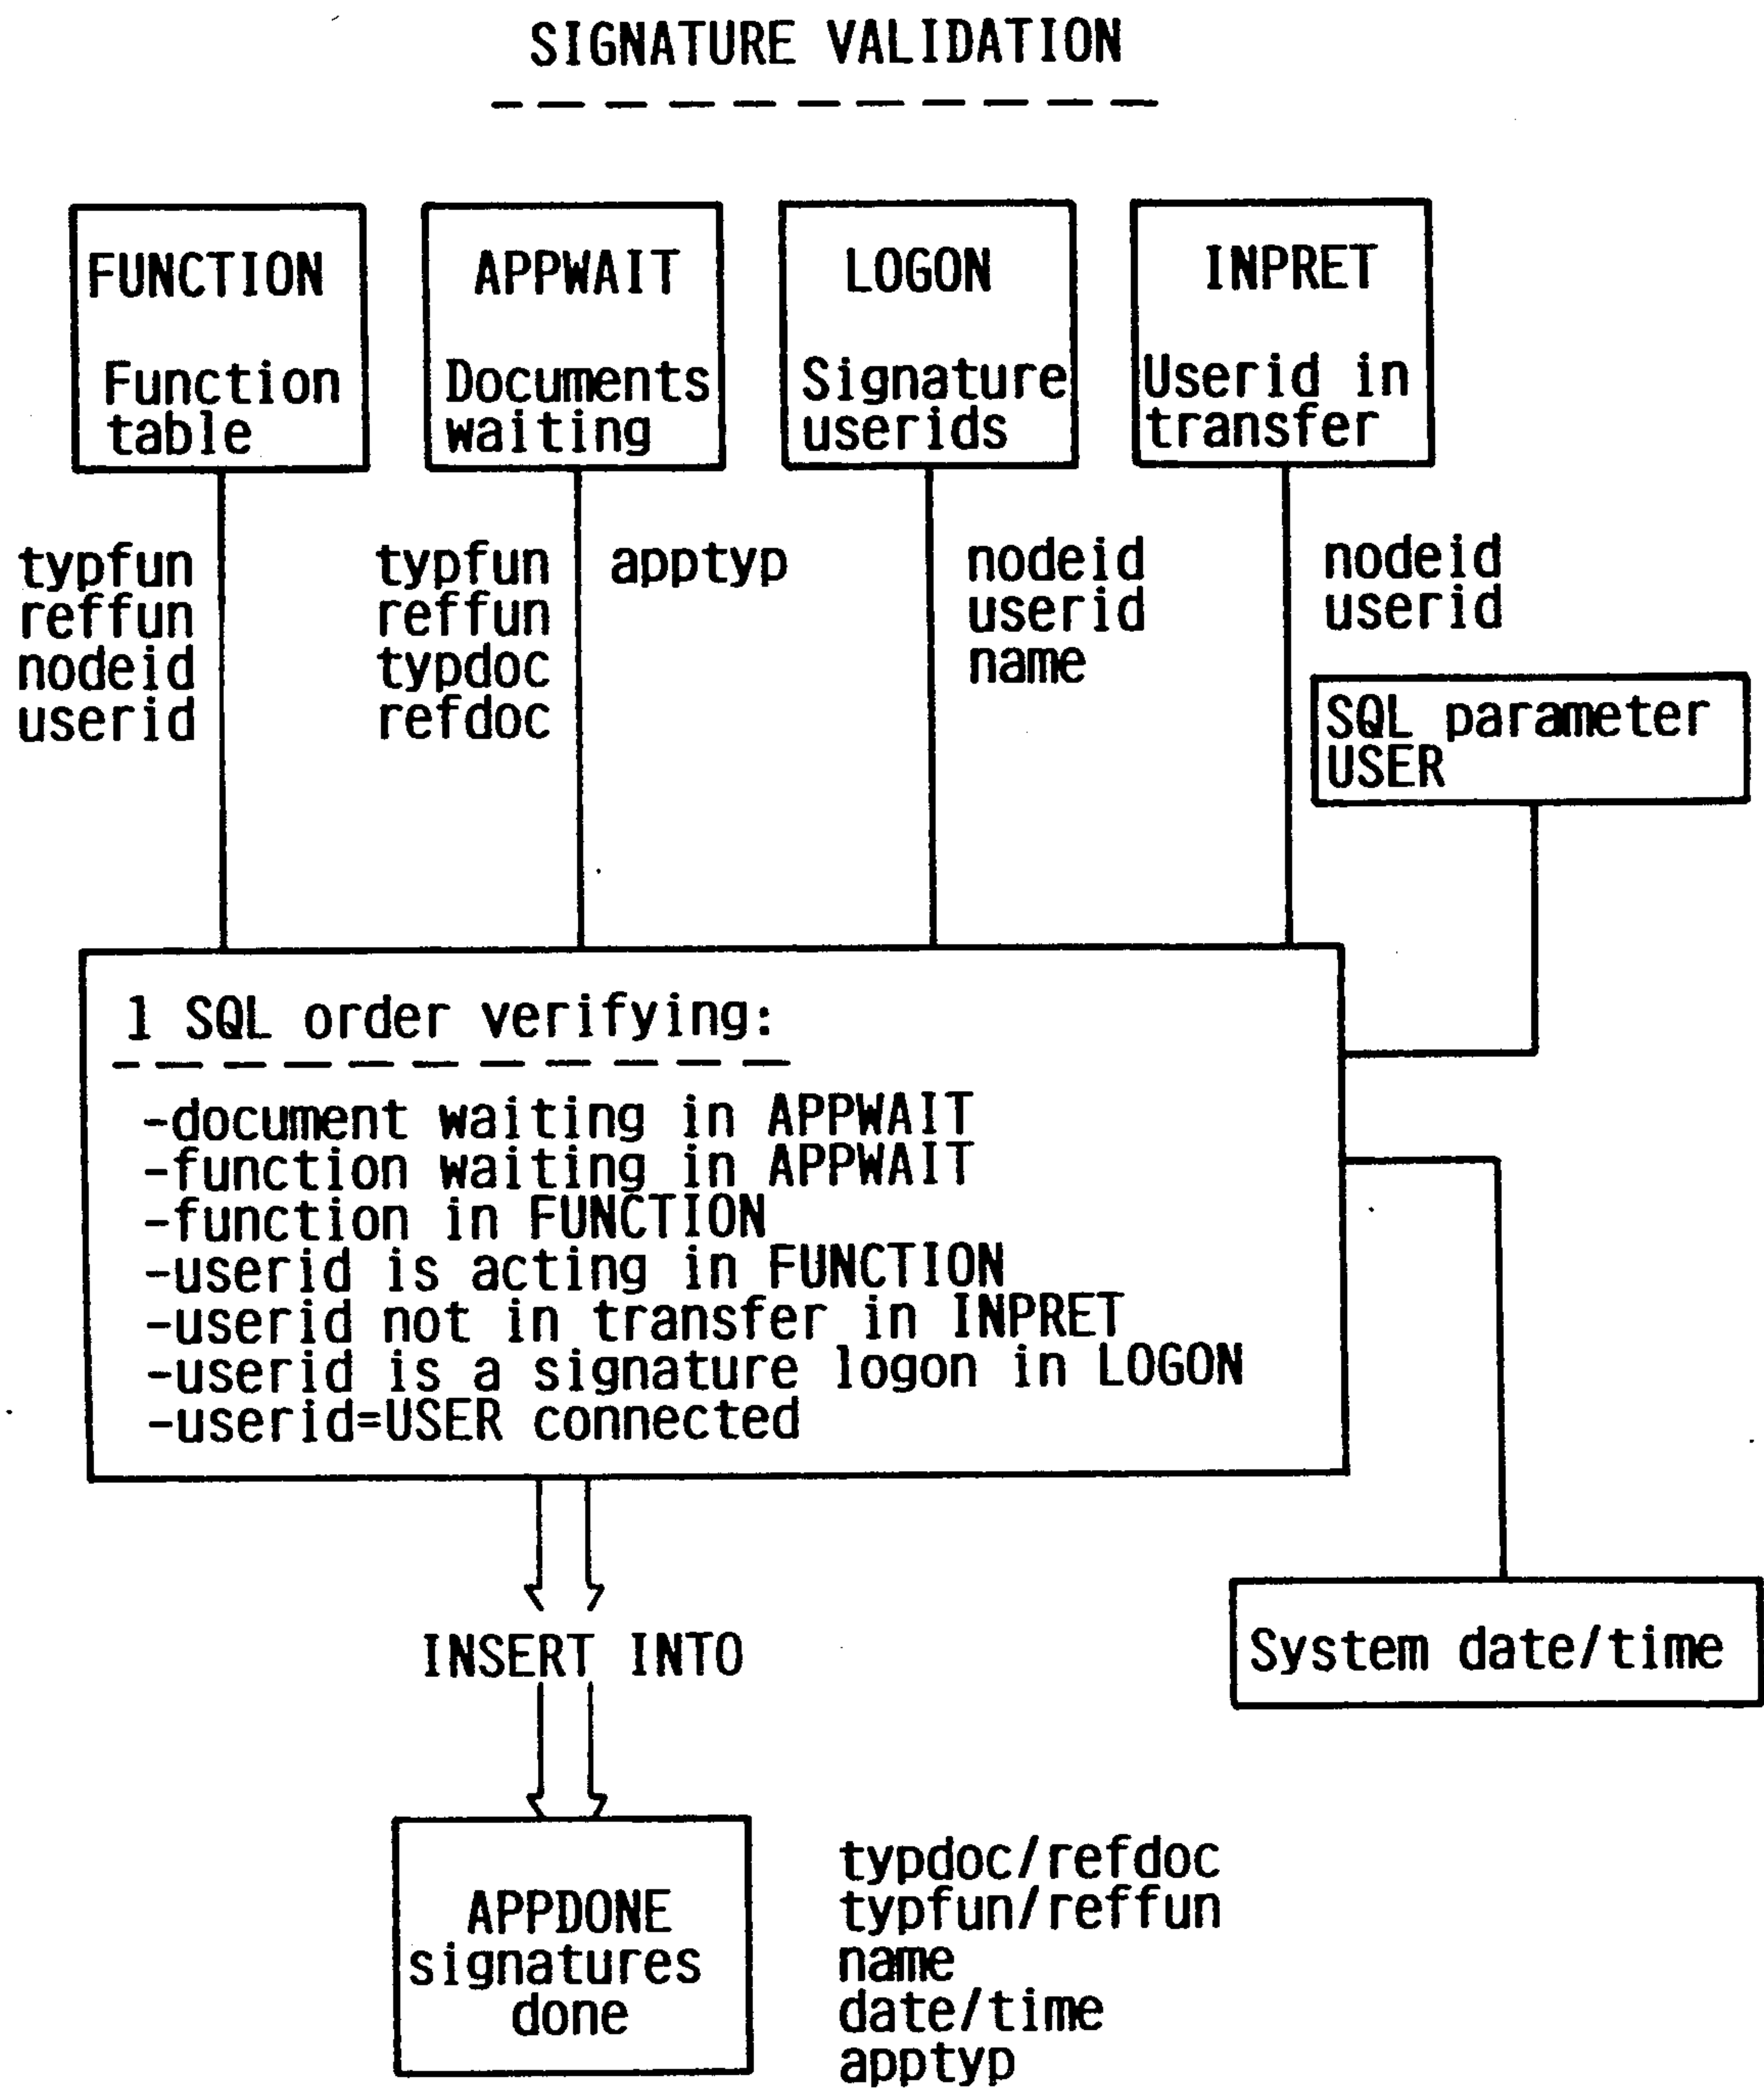 SIGNATURE VALIDATION
FUNCTION
Function
table
APPWAIT
Documents
waiting
LOGON
Signature
userids
INPRET
Userid in
transfer
typfun
reffun
nodeid
userid
typfun
reffun
typdoc
refdoc
apptyp
nodeid
userid
name
nodeid
userid
SQL parameter
USER
1 SQL order verifying:
-document waiting in APPWAIT
-function waiting in APPWAIT
-function in FUNCTION
-userid is acting in FUNCTION
-userid not in transfer in INPRET
-userid is a signature logon in LOGON
-userid=USER connected
INSERT INTO
System date/time
APPDONE
signatures
done
typdoc/refdoc
typfun/reffun
name
date/time
apptyp